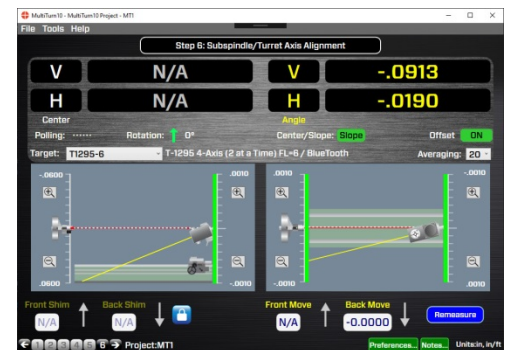 MultiTurn10 - MultiTurn10 Project - MT1
File Tools Help
Step 6: Subspindle/Turret Axis Alignment
V N/A V -.0913
H N/A H -.0190
Center Angle
Polling: ······ Rotation: 0° Center/Slope: Slope Offset ON
Target: T1295-6 T-1295 4-Axis (2 at a Time) FL=6 / BlueTooth Averaging: 20
-.0600 .0010 .0010 -.0010
.0600 -.0010 -.0010 .0010
Front Shim Back Shim Front Move Back Move
N/A N/A N/A -0.0000 Remeasure
1 2 3 4 5 6 Project:MT1 Preferences... Notes... Units:in, in/ft